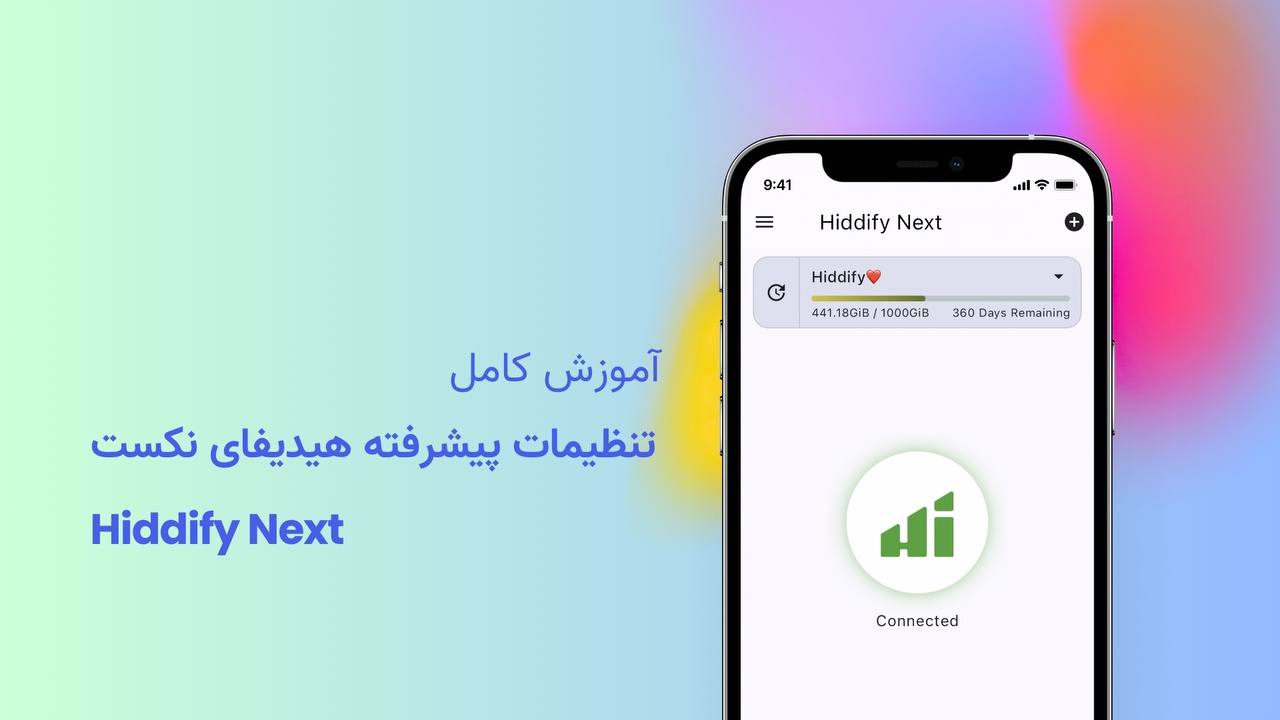 آموزش کامل
تنظیمات پیشرفته هیدیفای نکست
Hiddify Next
9:41
Hiddify Next
Hiddify❤️
441.18GiB / 1000GiB 360 Days Remaining
Hi
Connected